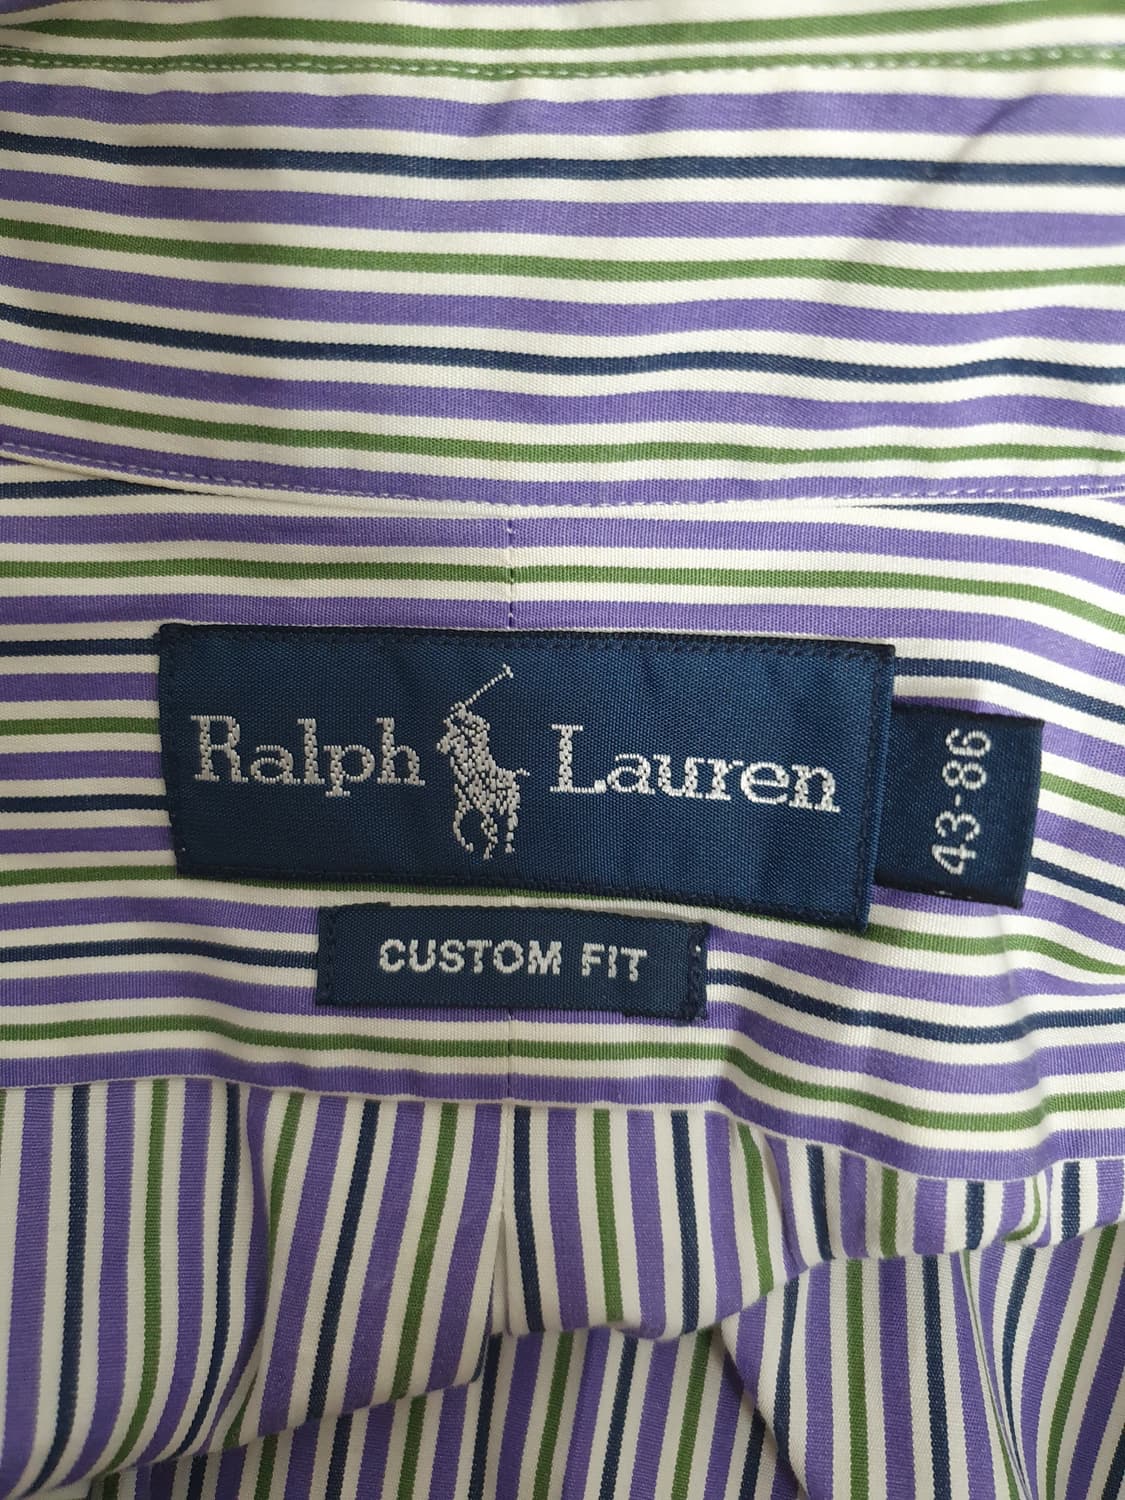 Ralph Lauren
43-86
CUSTOM FIT